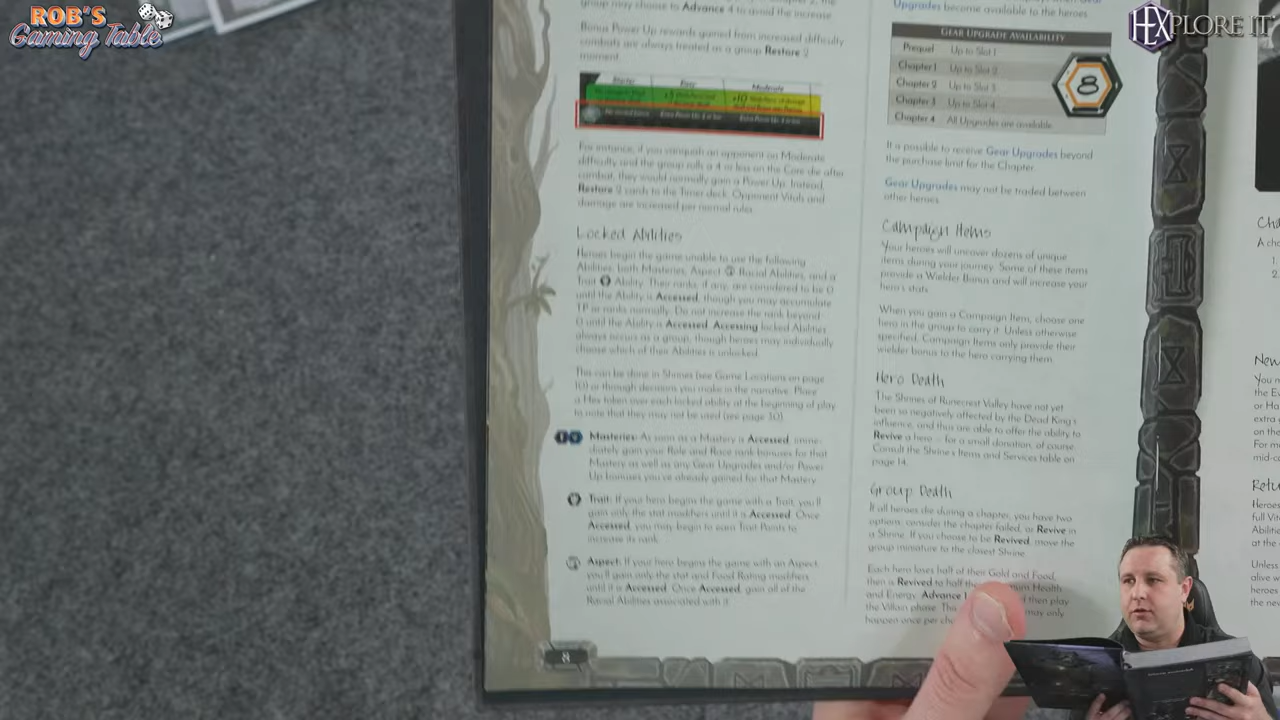 ROB'S
Gaming Table
HEXPLORE IT
group may choose to Advance 4 to avoid the increase
Bonus Power Up rewards gained from increased difficulty
combats are always treated as a group Restore 2
moment.
Moderate
For instance, if you vanquish an opponent on Moderate
difficulty and the group rolls a 4 or less on the Core die after
combat, they would normally gain a Power Up. Instead,
Restore 2 cards to the Timer deck. Opponent Vitals and
damage are increased per normal rules.
Locked Abilities
Heroes begin the game unable to use the following
Abilities: both Masteries, Aspect Racial Abilities, and a
Trait Ability. Their ranks, if any, are considered to be 0
until the Ability is Accessed, though you may accumulate
TP or ranks normally. Do not increase the rank beyond
0 until the Ability is Accessed. Accessing locked Abilities
always occurs as a group, though heroes may individually
choose which of their Abilities is unlocked.
This can be done in Shrines (see Game Locations on page
10) or through decisions you make in the narrative. Place
a Hex token over each locked ability at the beginning of play
to note that they may not be used (see page 30).
Masteries: As soon as a Mastery is Accessed, imme-
diately gain your Role and Race rank bonuses for that
Mastery as well as any Gear Upgrades and/or Power
Up bonuses you've already gained for that Mastery
Trait: If your hero begins the game with a Trait, you'll
gain only the stat modifiers until it is Accessed. Once
Accessed, you may begin to earn Trait Points to
increase its rank.
Aspect: If your hero begins the game with an Aspect,
you'll gain only the stat and Food Rating modifiers
until it is Accessed. Once Accessed, gain all of the
Racial Abilities associated with it.
8
Upgrades become available to the heroes.
GEAR UPGRADE AVAILABILITY
Prequel Up to Slot 1
Chapter 1 Up to Slot 2
Chapter 2 Up to Slot 3
Chapter 3 Up to Slot 4
Chapter 4 All Upgrades are available.
8
It is possible to receive Gear Upgrades beyond
the purchase limit for the Chapter.
Gear Upgrades may not be traded between
other heroes.
Campaign Items
Your heroes will uncover dozens of unique
items during your journey. Some of these items
provide a Wielder Bonus and will increase your
hero's stats.
When you gain a Campaign Item, choose one
hero in the group to carry it. Unless otherwise
specified, Campaign Items only provide their
wielder bonus to the hero carrying them.
Hero Death
The Shrines of Runecrest Valley have not yet
been so negatively affected by the Dead King's
influence, and thus are able to offer the ability to
Revive a hero – for a small donation, of course.
Consult the Shrine's Items and Services table on
page 14.
Group Death
If all heroes die during a chapter, you have two
options: consider the chapter failed, or Revive in
a Shrine. If you choose to be Revived, move the
group miniature to the closest Shrine.
Each hero loses half of their Gold and Food,
then is Revived to half Health
and Energy. Advance then play
the Villain phase. may only
happen once per